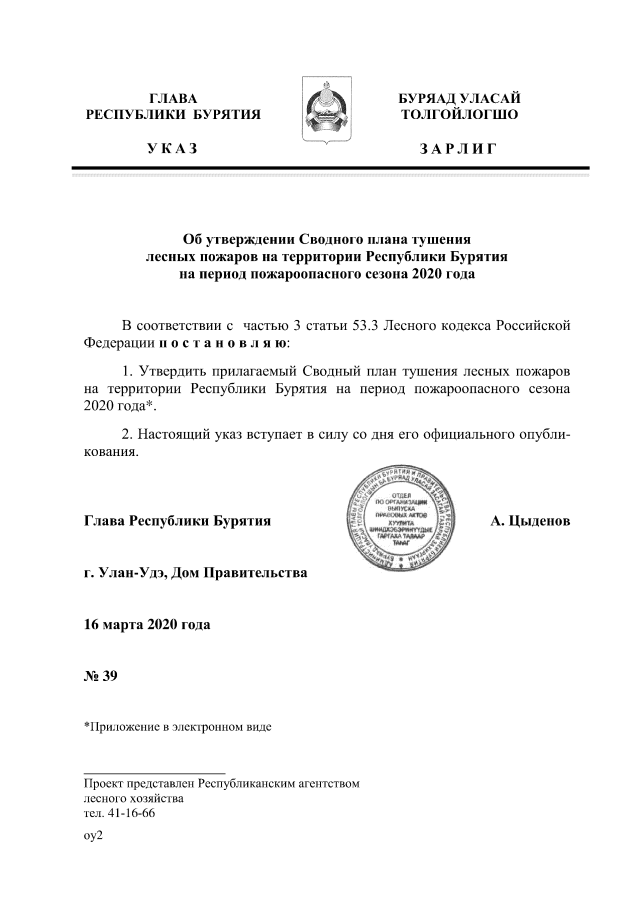 ГЛАВА
РЕСПУБЛИКИ БУРЯТИЯ
У К А З
БУРЯАД УЛАСАЙ
ТОЛГОЙЛОГШО
З А Р Л И Г
Об утверждении Сводного плана тушения
лесных пожаров на территории Республики Бурятия
на период пожароопасного сезона 2020 года
В соответствии с частью 3 статьи 53.3 Лесного кодекса Российской
Федерации п о с т а н о в л я ю:
1. Утвердить прилагаемый Сводный план тушения лесных пожаров
на территории Республики Бурятия на период пожароопасного сезона
2020 года*.
2. Настоящий указ вступает в силу со дня его официального опубли-
кования.
Глава Республики Бурятия
ОТДЕЛ
ПО ОРГАНИЗАЦИИ
ВЫПУСКА
ПРАВОВЫХ АКТОВ
ХУУЛИТА
ГАРГАХА ТАҺАГ
А. Цыденов
г. Улан-Удэ, Дом Правительства
16 марта 2020 года
№ 39
*Приложение в электронном виде
Проект представлен Республиканским агентством
лесного хозяйства
тел. 41-16-66
оу2